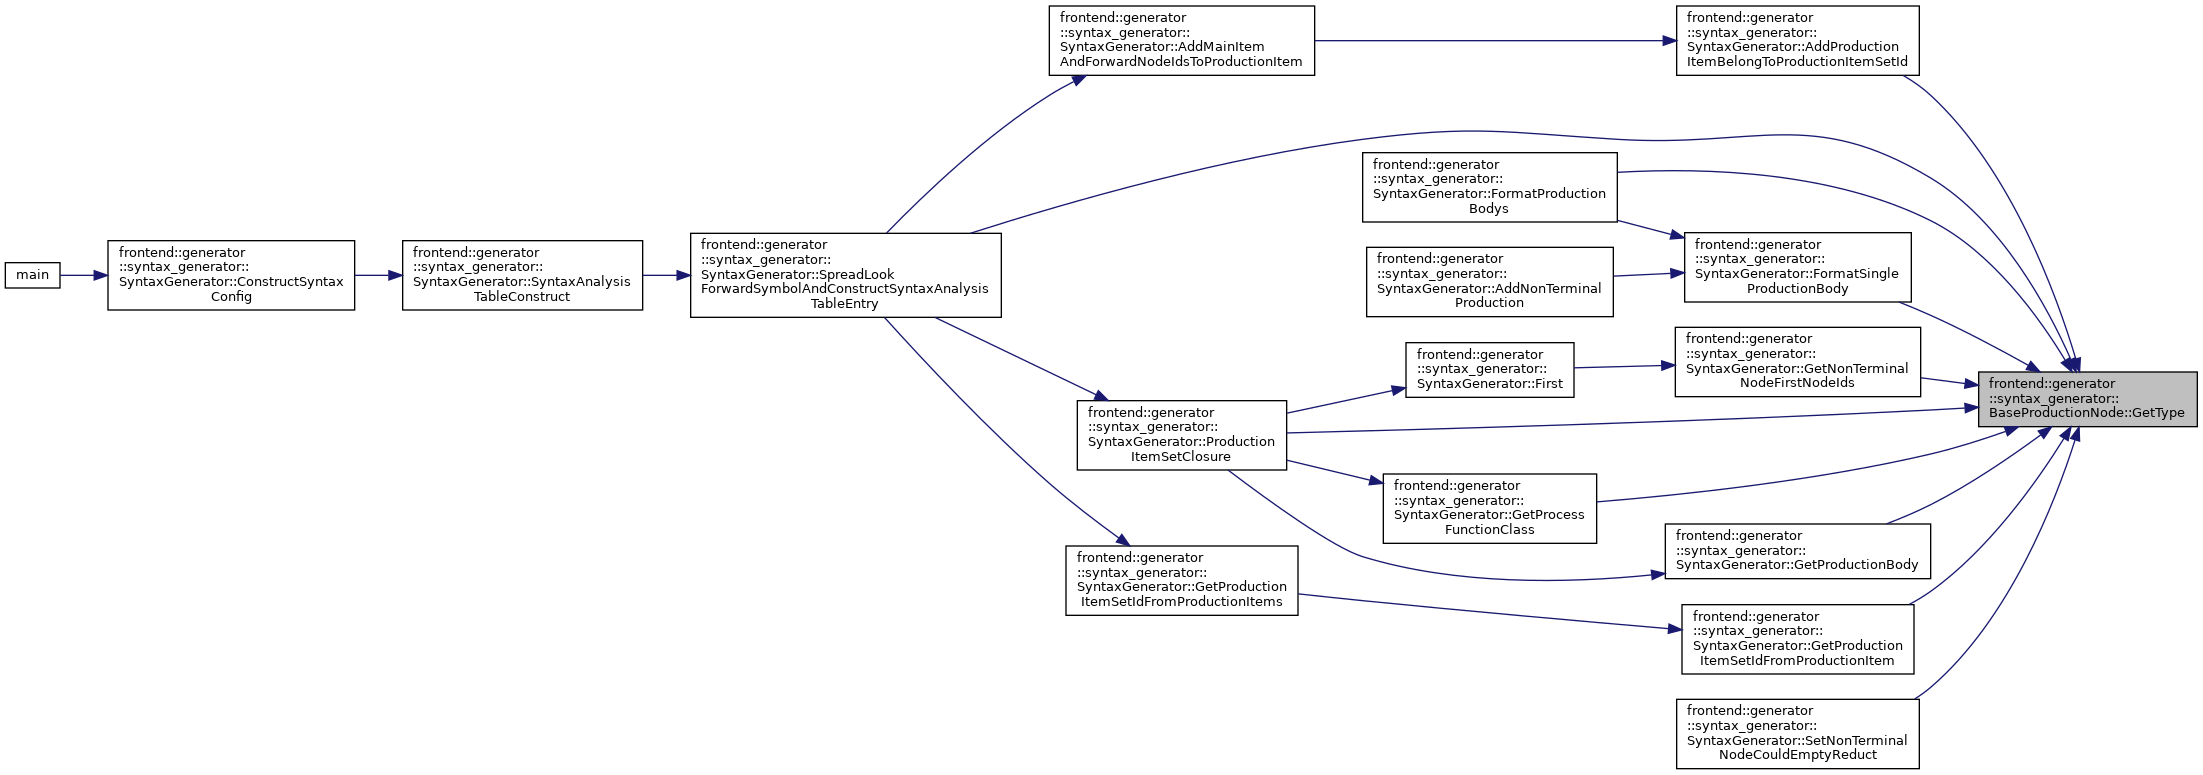 main
frontend::generator
::syntax_generator::
SyntaxGenerator::ConstructSyntax
Config
frontend::generator
::syntax_generator::
SyntaxGenerator::SyntaxAnalysis
TableConstruct
frontend::generator
::syntax_generator::
SyntaxGenerator::SpreadLook
ForwardSymbolAndConstructSyntaxAnalysis
TableEntry
frontend::generator
::syntax_generator::
SyntaxGenerator::AddMainItem
AndForwardNodeIdsToProductionItem
frontend::generator
::syntax_generator::
SyntaxGenerator::ProductionItemSetClosure
frontend::generator
::syntax_generator::
SyntaxGenerator::GetProduction
ItemSetIdFromProductionItems
frontend::generator
::syntax_generator::
SyntaxGenerator::FormatProduction
Bodys
frontend::generator
::syntax_generator::
SyntaxGenerator::AddNonTerminal
Production
frontend::generator
::syntax_generator::
SyntaxGenerator::First
frontend::generator
::syntax_generator::
SyntaxGenerator::GetProcess
FunctionClass
frontend::generator
::syntax_generator::
SyntaxGenerator::AddProduction
ItemBelongToProductionItemSetId
frontend::generator
::syntax_generator::
SyntaxGenerator::FormatSingle
ProductionBody
frontend::generator
::syntax_generator::
SyntaxGenerator::GetNonTerminal
NodeFirstNodeIds
frontend::generator
::syntax_generator::
SyntaxGenerator::GetProductionBody
frontend::generator
::syntax_generator::
SyntaxGenerator::GetProduction
ItemSetIdFromProductionItem
frontend::generator
::syntax_generator::
SyntaxGenerator::SetNonTerminal
NodeCouldEmptyReduct
frontend::generator
::syntax_generator::
BaseProductionNode::GetType